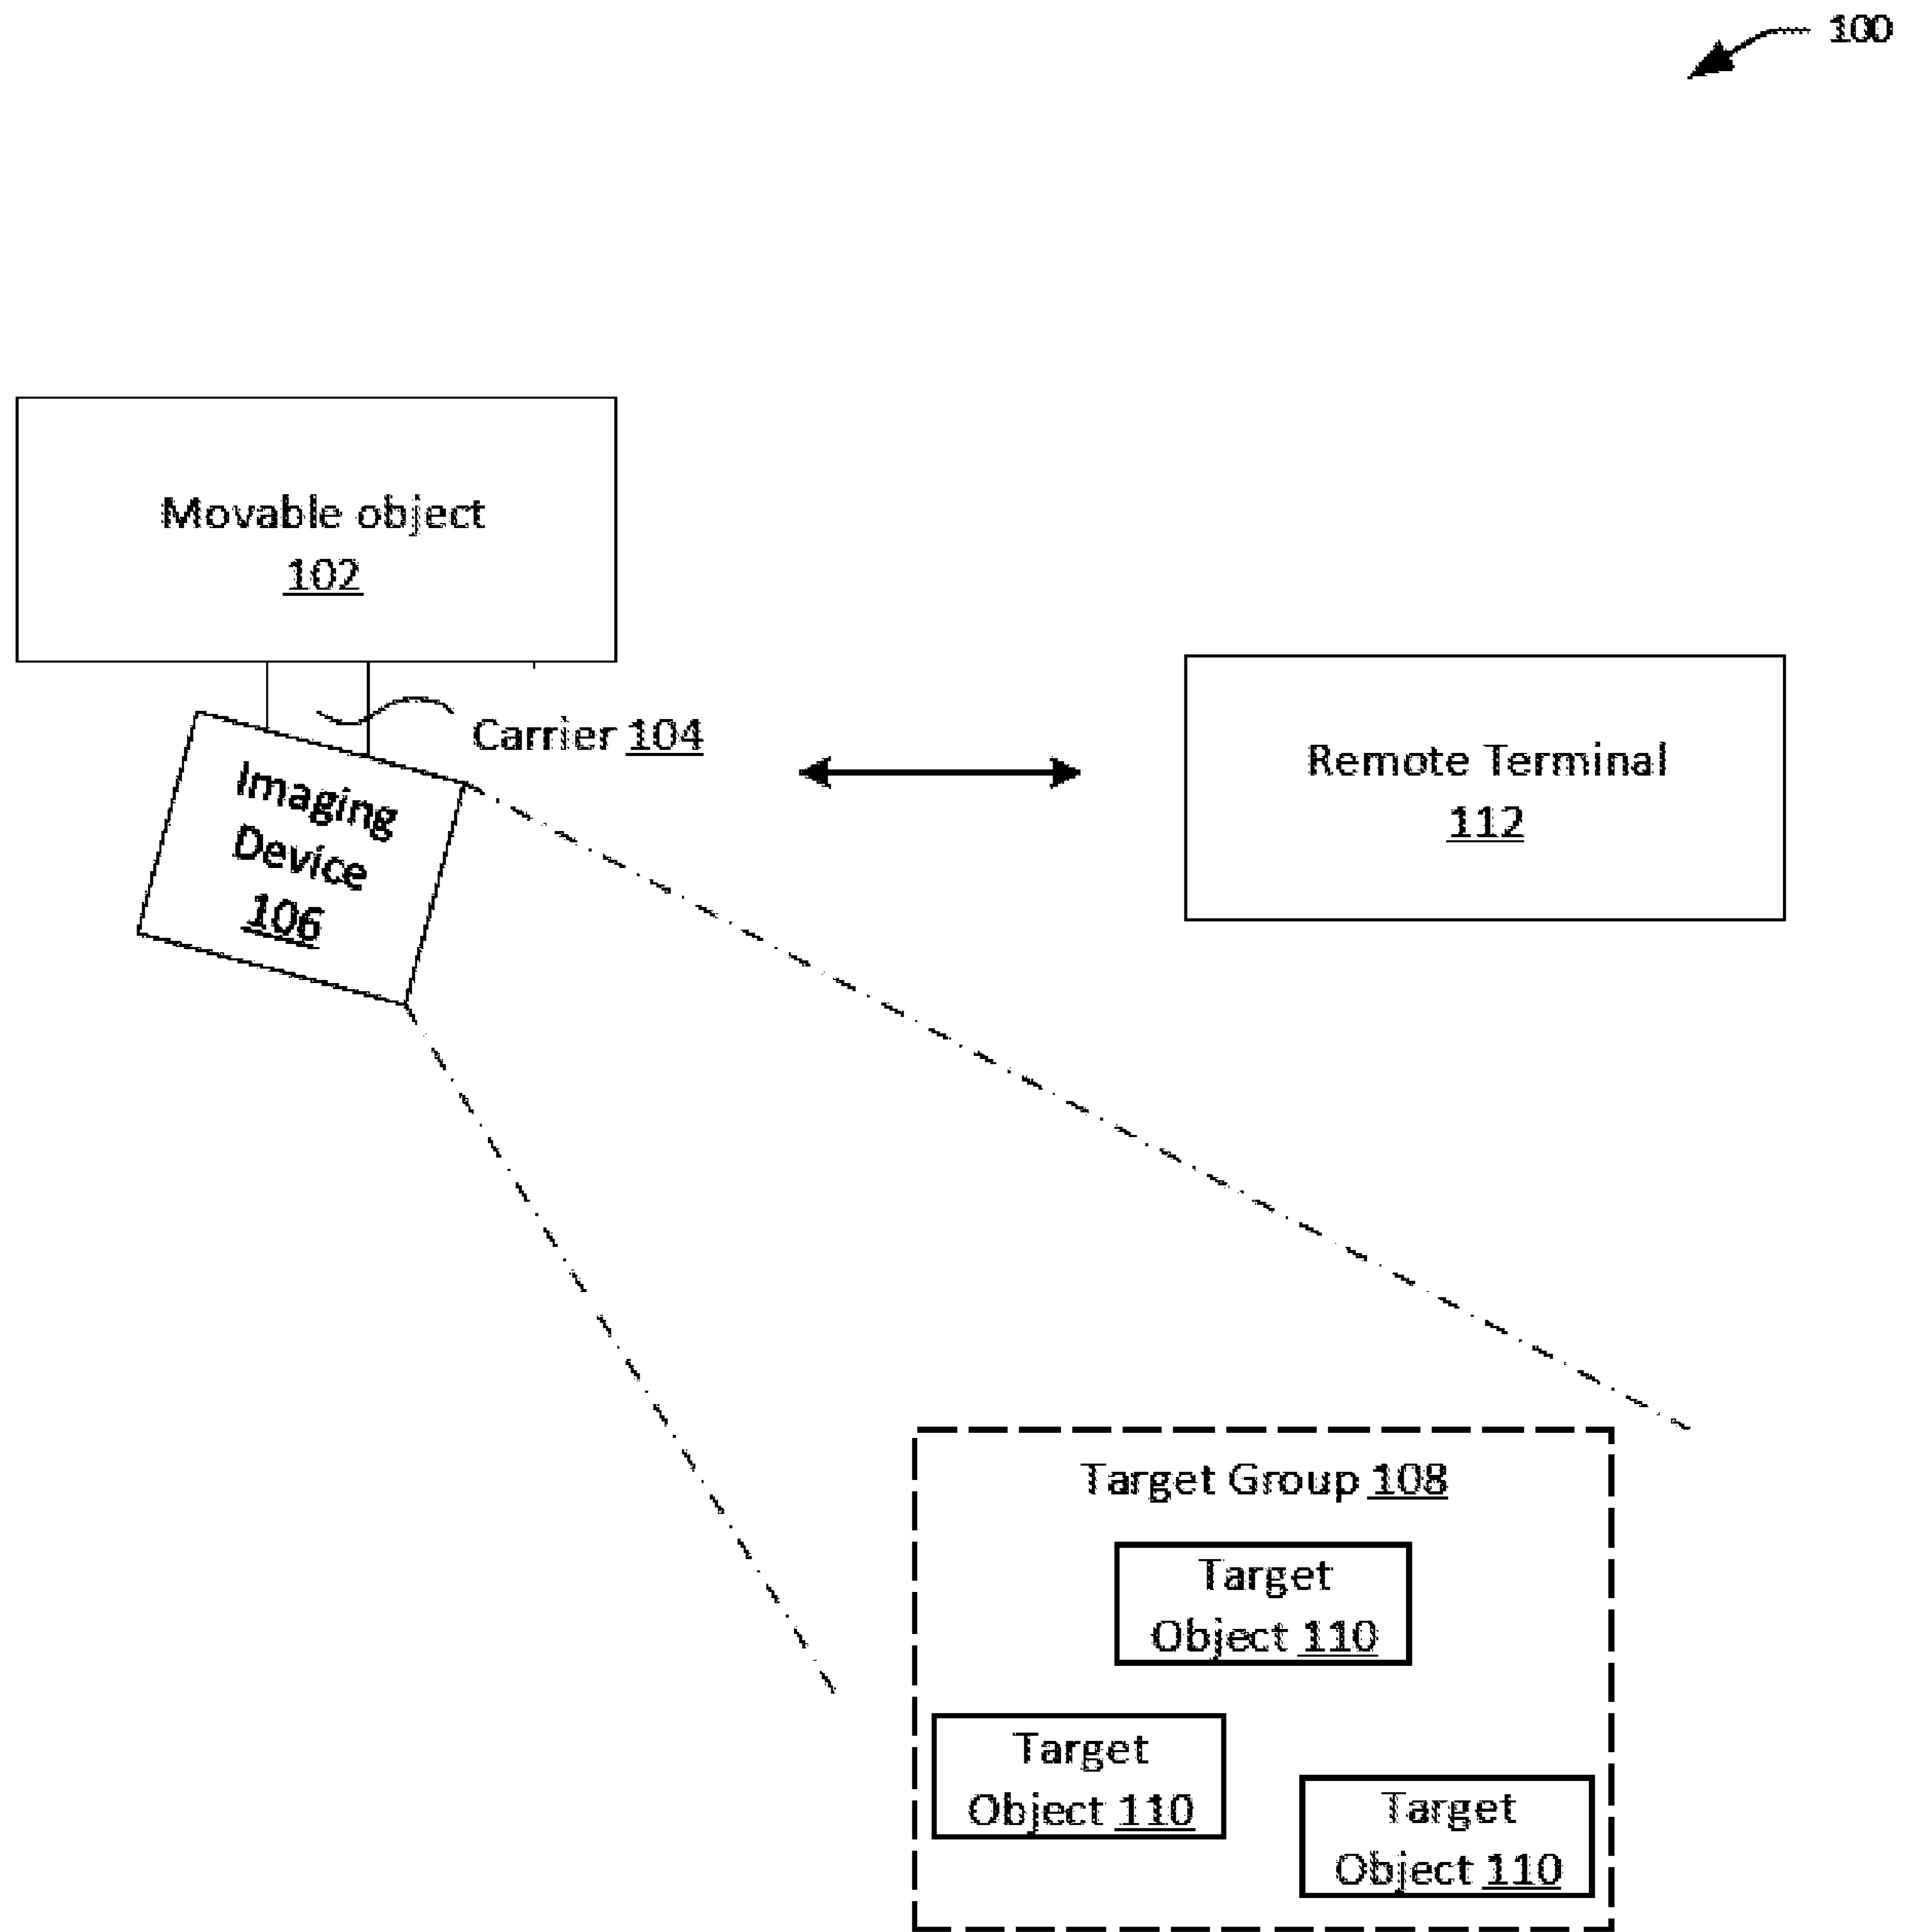 100
Movable object
102
Carrier 104
Imaging
Device
106
Remote Terminal
112
Target Group 108
Target
Object 110
Target
Object 110
Target
Object 110